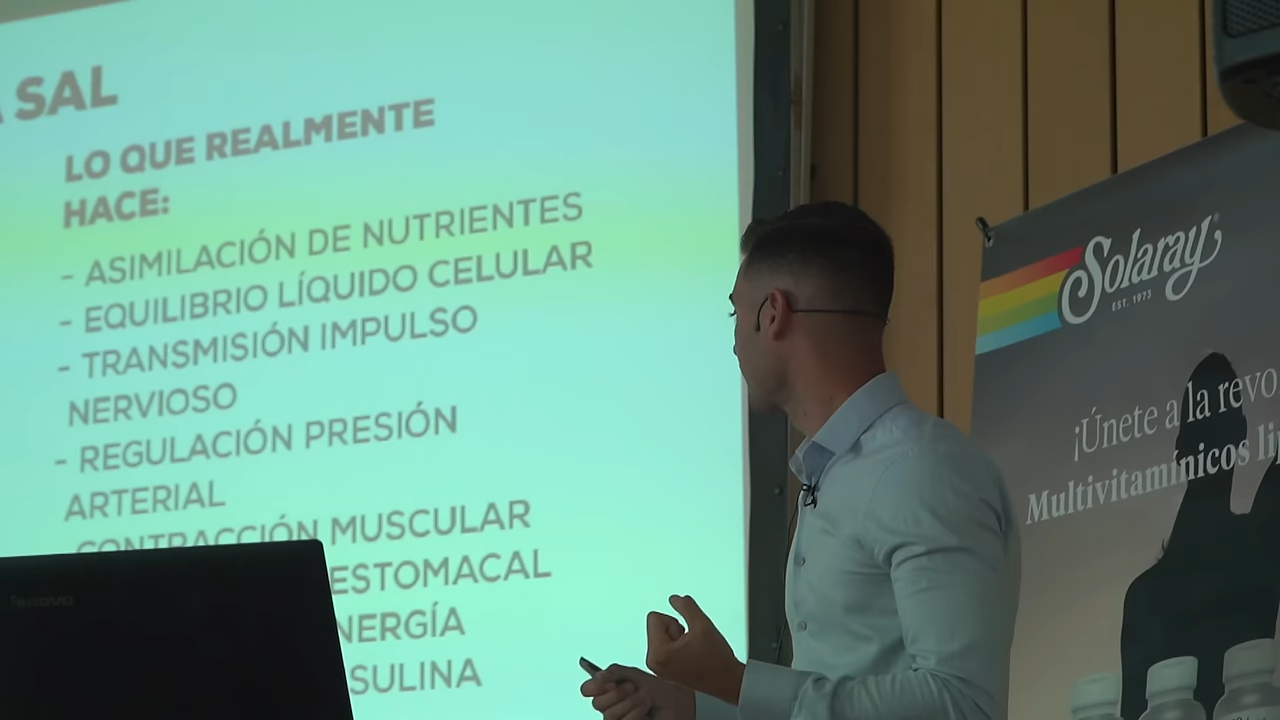 SAL
LO QUE REALMENTE
HACE:
- ASIMILACIÓN DE NUTRIENTES
- EQUILIBRIO LÍQUIDO CELULAR
- TRANSMISIÓN IMPULSO
NERVIOSO
- REGULACIÓN PRESIÓN
ARTERIAL
CONTRACCIÓN MUSCULAR
ESTOMACAL
NERGÍA
SULINA
lenovo
Solaray®
EST. 1973
¡Únete a la revo
Multivitamínicos li